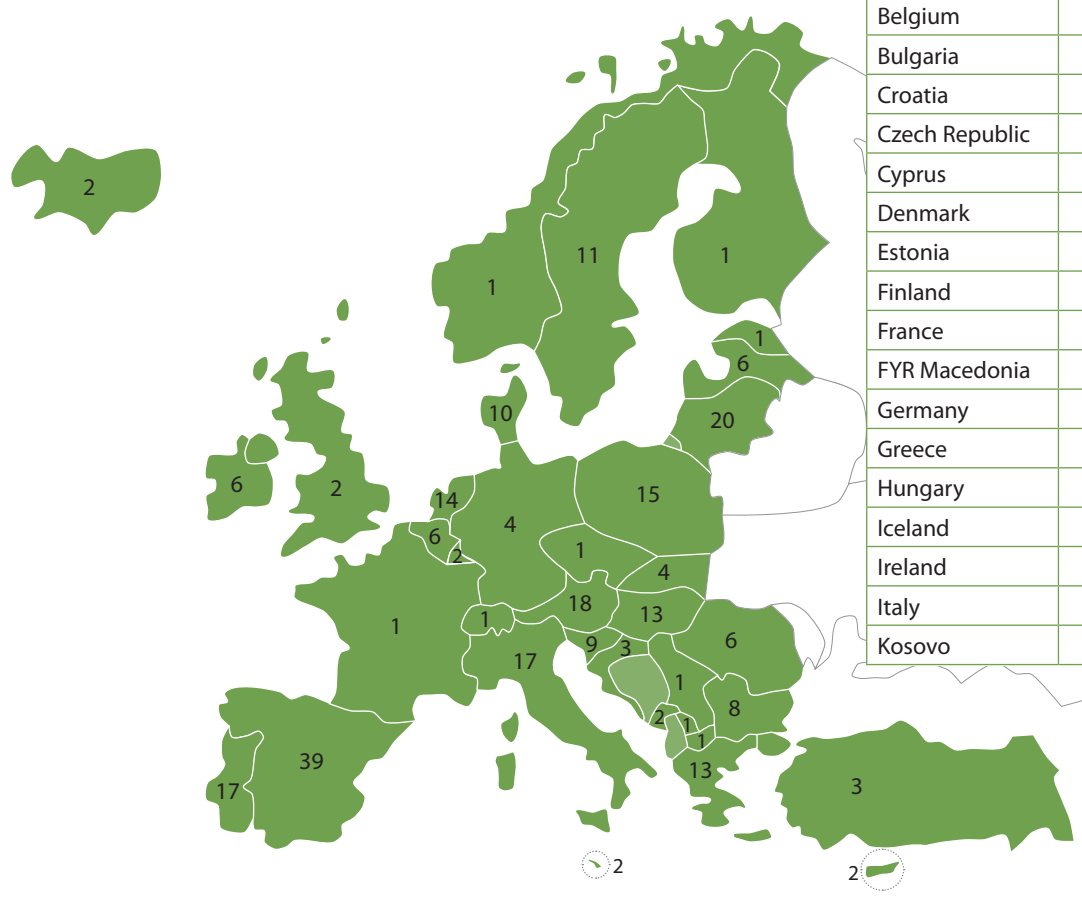 Belgium
Bulgaria
Croatia
Czech Republic
Cyprus
Denmark
Estonia
Finland
France
FYR Macedonia
Germany
Greece
Hungary
Iceland
Ireland
Italy
Kosovo
2
11
1
1
1
6
10
20
6
2
14
15
4
6
2
1
4
18
13
1
1
9
3
6
17
1
2
1
8
1
39
13
17
3
2
2